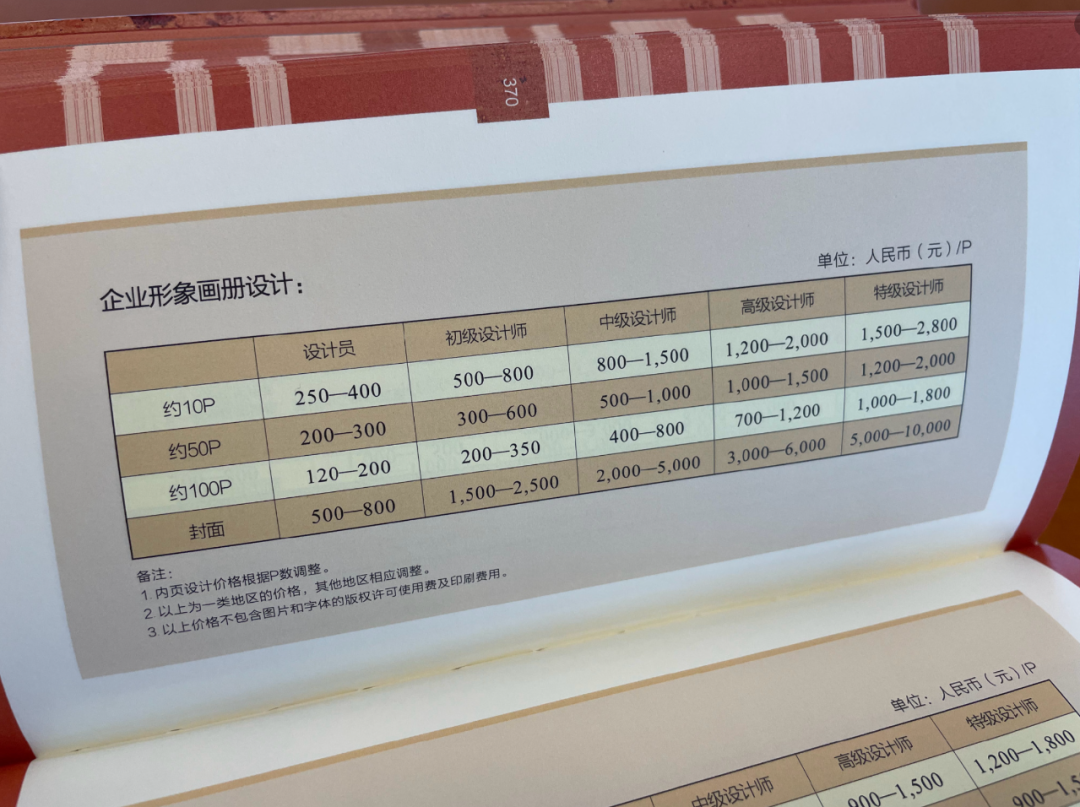 370
企业形象画册设计：
单位：人民币（元）/P
设计员 初级设计师 中级设计师 高级设计师 特级设计师
约10P 250—400 500—800 800—1,500 1,200—2,000 1,500—2,800
约50P 200—300 300—600 500—1,000 1,000—1,500 1,200—2,000
约100P 120—200 200—350 400—800 700—1,200 1,000—1,800
封面 500—800 1,500—2,500 2,000—5,000 3,000—6,000 5,000—10,000
备注：
1 内页设计价格根据P数调整。
2 以上为一类地区的价格，其他地区相应调整。
3 以上价格不包含图片和字体的版权许可使用费及印刷费用。
单位：人民币（元）/P
中级设计师 高级设计师 特级设计师
900—1,500 1,200—1,800